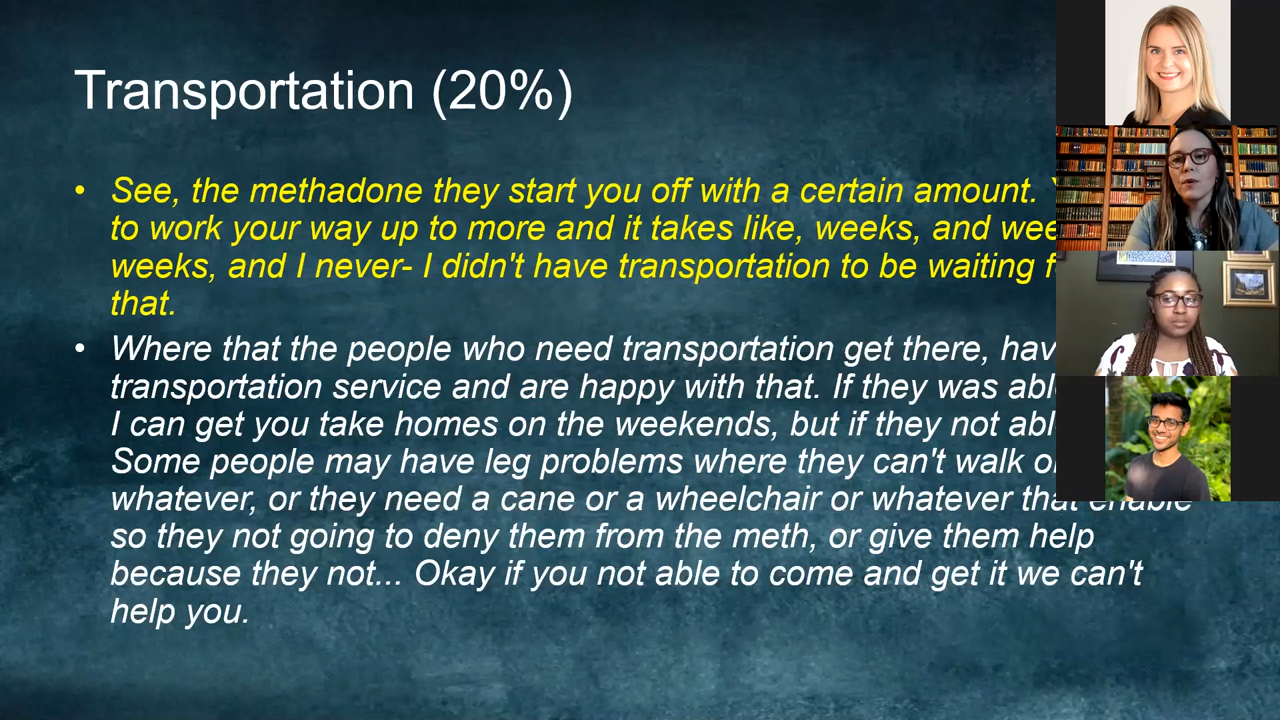 Transportation (20%)
• See, the methadone they start you off with a certain amount.
to work your way up to more and it takes like, weeks, and
weeks, and I never- I didn't have transportation to be waiting
that.
• Where that the people who need transportation get there,
transportation service and are happy with that. If they was
I can get you take homes on the weekends, but if they not
Some people may have leg problems where they can't walk
whatever, or they need a cane or a wheelchair or whatever that enable
so they not going to deny them from the meth, or give them help
because they not... Okay if you not able to come and get it we can't
help you.